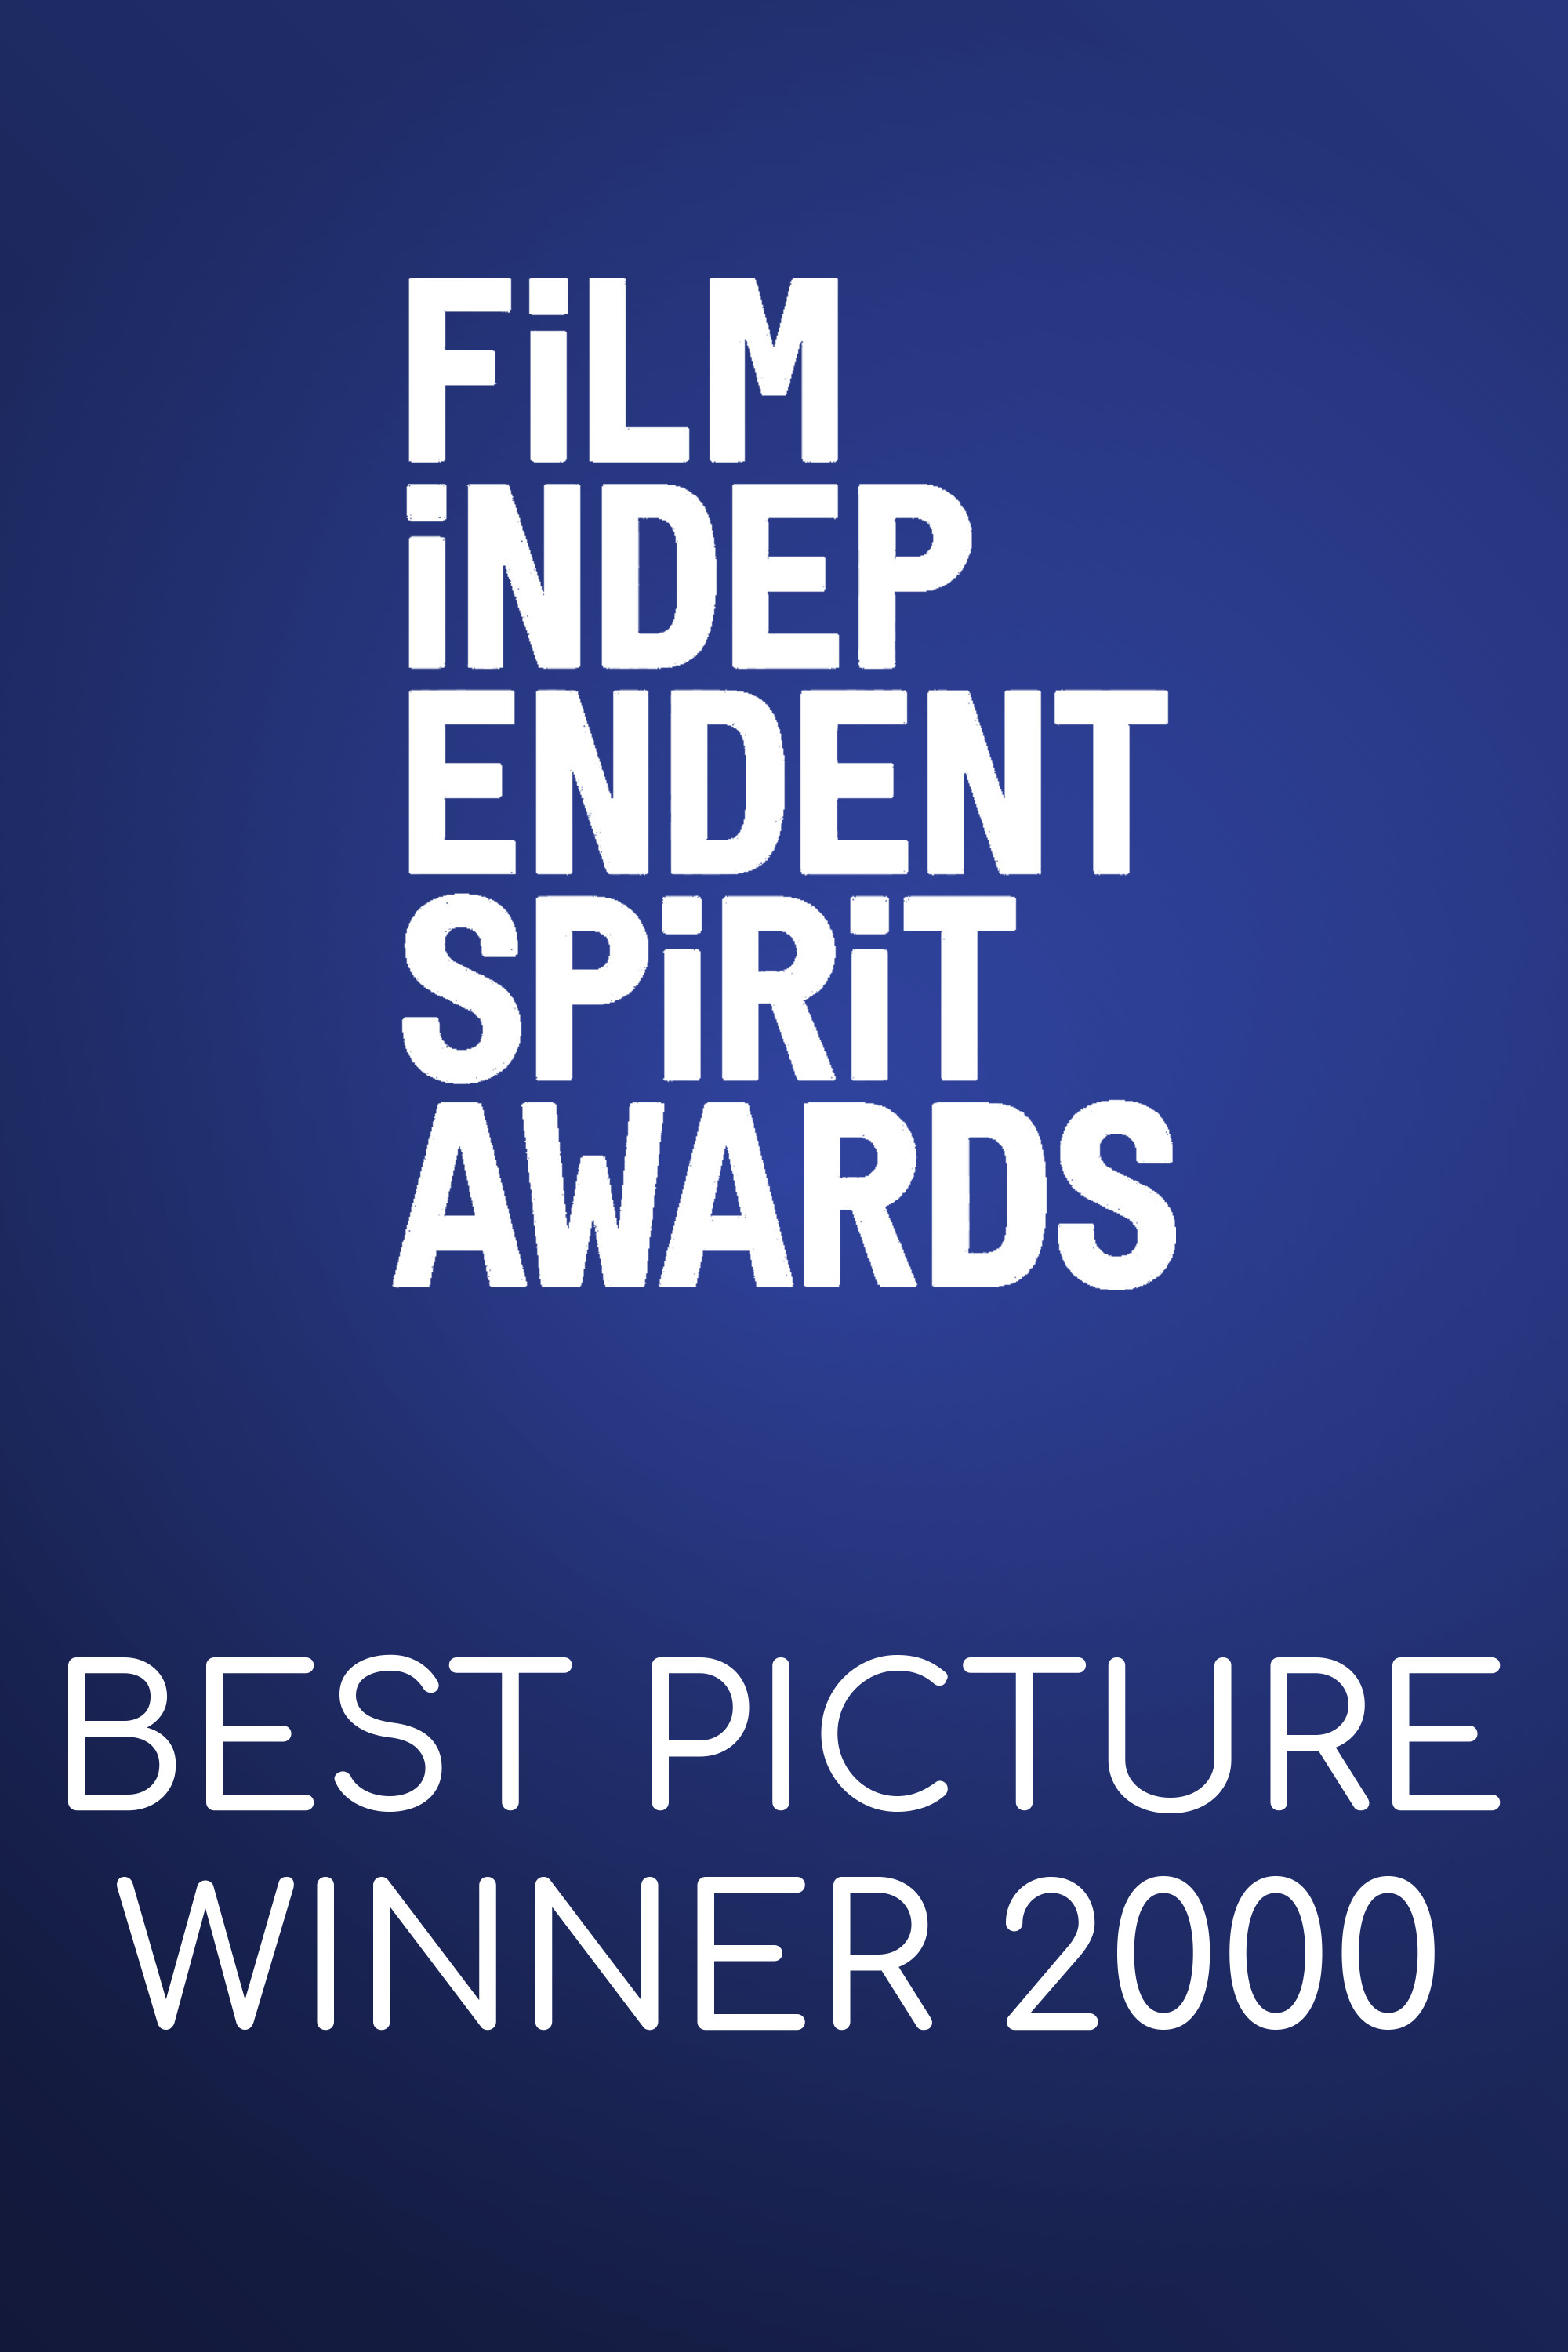 FiLM
iNDEP
ENDENT
SPiRiT
AWARDS
BEST PICTURE
WINNER 2000